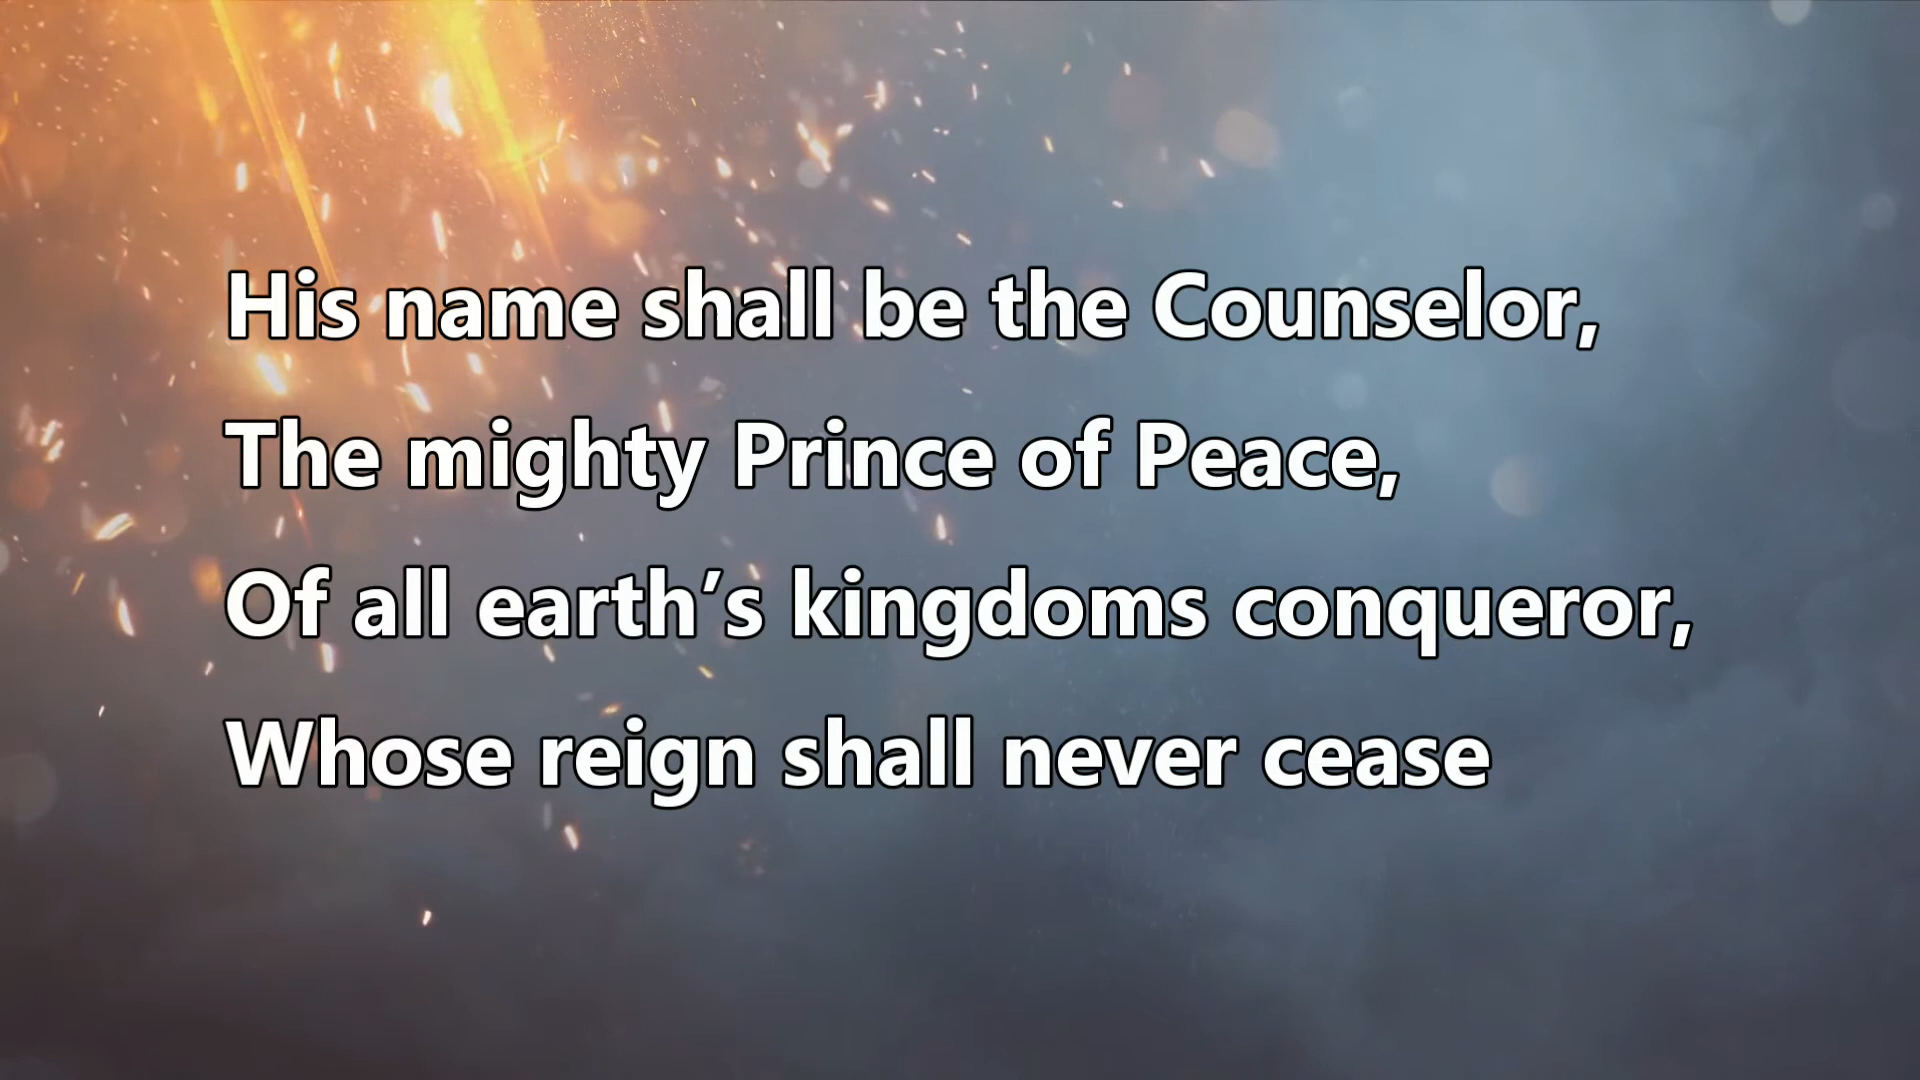 His name shall be the Counselor,
The mighty Prince of Peace,
Of all earth’s kingdoms conqueror,
Whose reign shall never cease